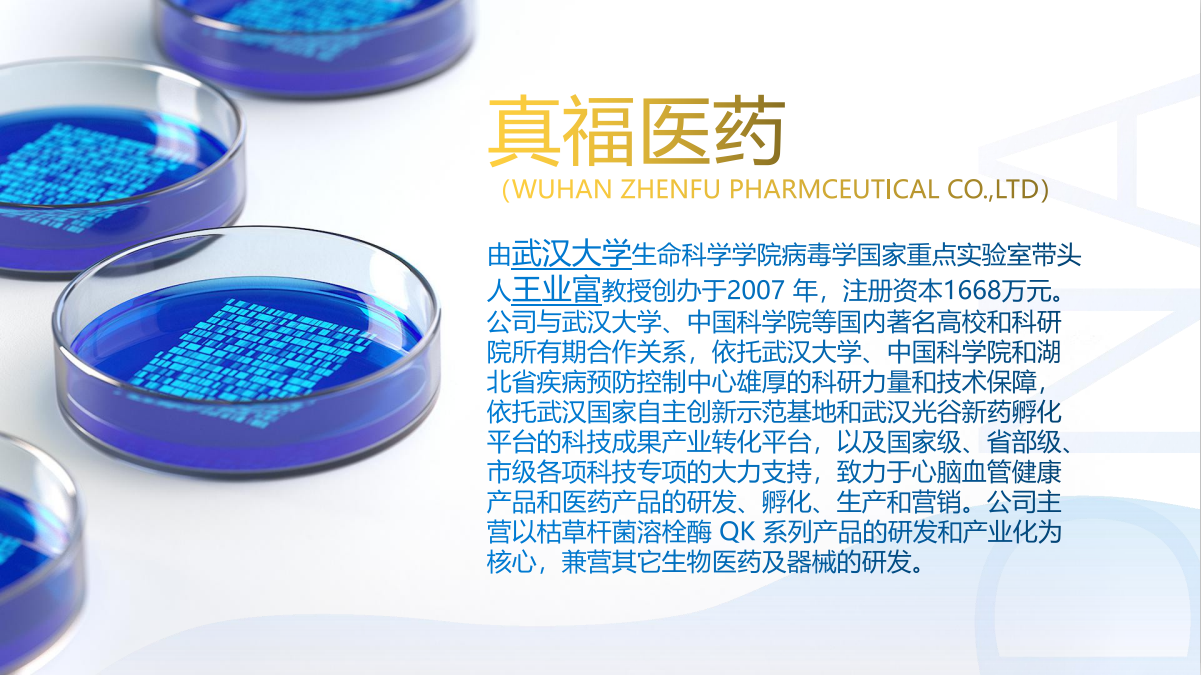 真福医药
（WUHAN ZHENFU PHARMCEUTICAL CO.,LTD）
由武汉大学生命科学学院病毒学国家重点实验室带头
人王业富教授创办于2007 年，注册资本1668万元。
公司与武汉大学、中国科学院等国内著名高校和科研
院所有期合作关系，依托武汉大学、中国科学院和湖
北省疾病预防控制中心雄厚的科研力量和技术保障，
依托武汉国家自主创新示范基地和武汉光谷新药孵化
平台的科技成果产业转化平台，以及国家级、省部级、
市级各项科技专项的大力支持，致力于心脑血管健康
产品和医药产品的研发、孵化、生产和营销。公司主
营以枯草杆菌溶栓酶 QK 系列产品的研发和产业化为
核心，兼营其它生物医药及器械的研发。
DNA